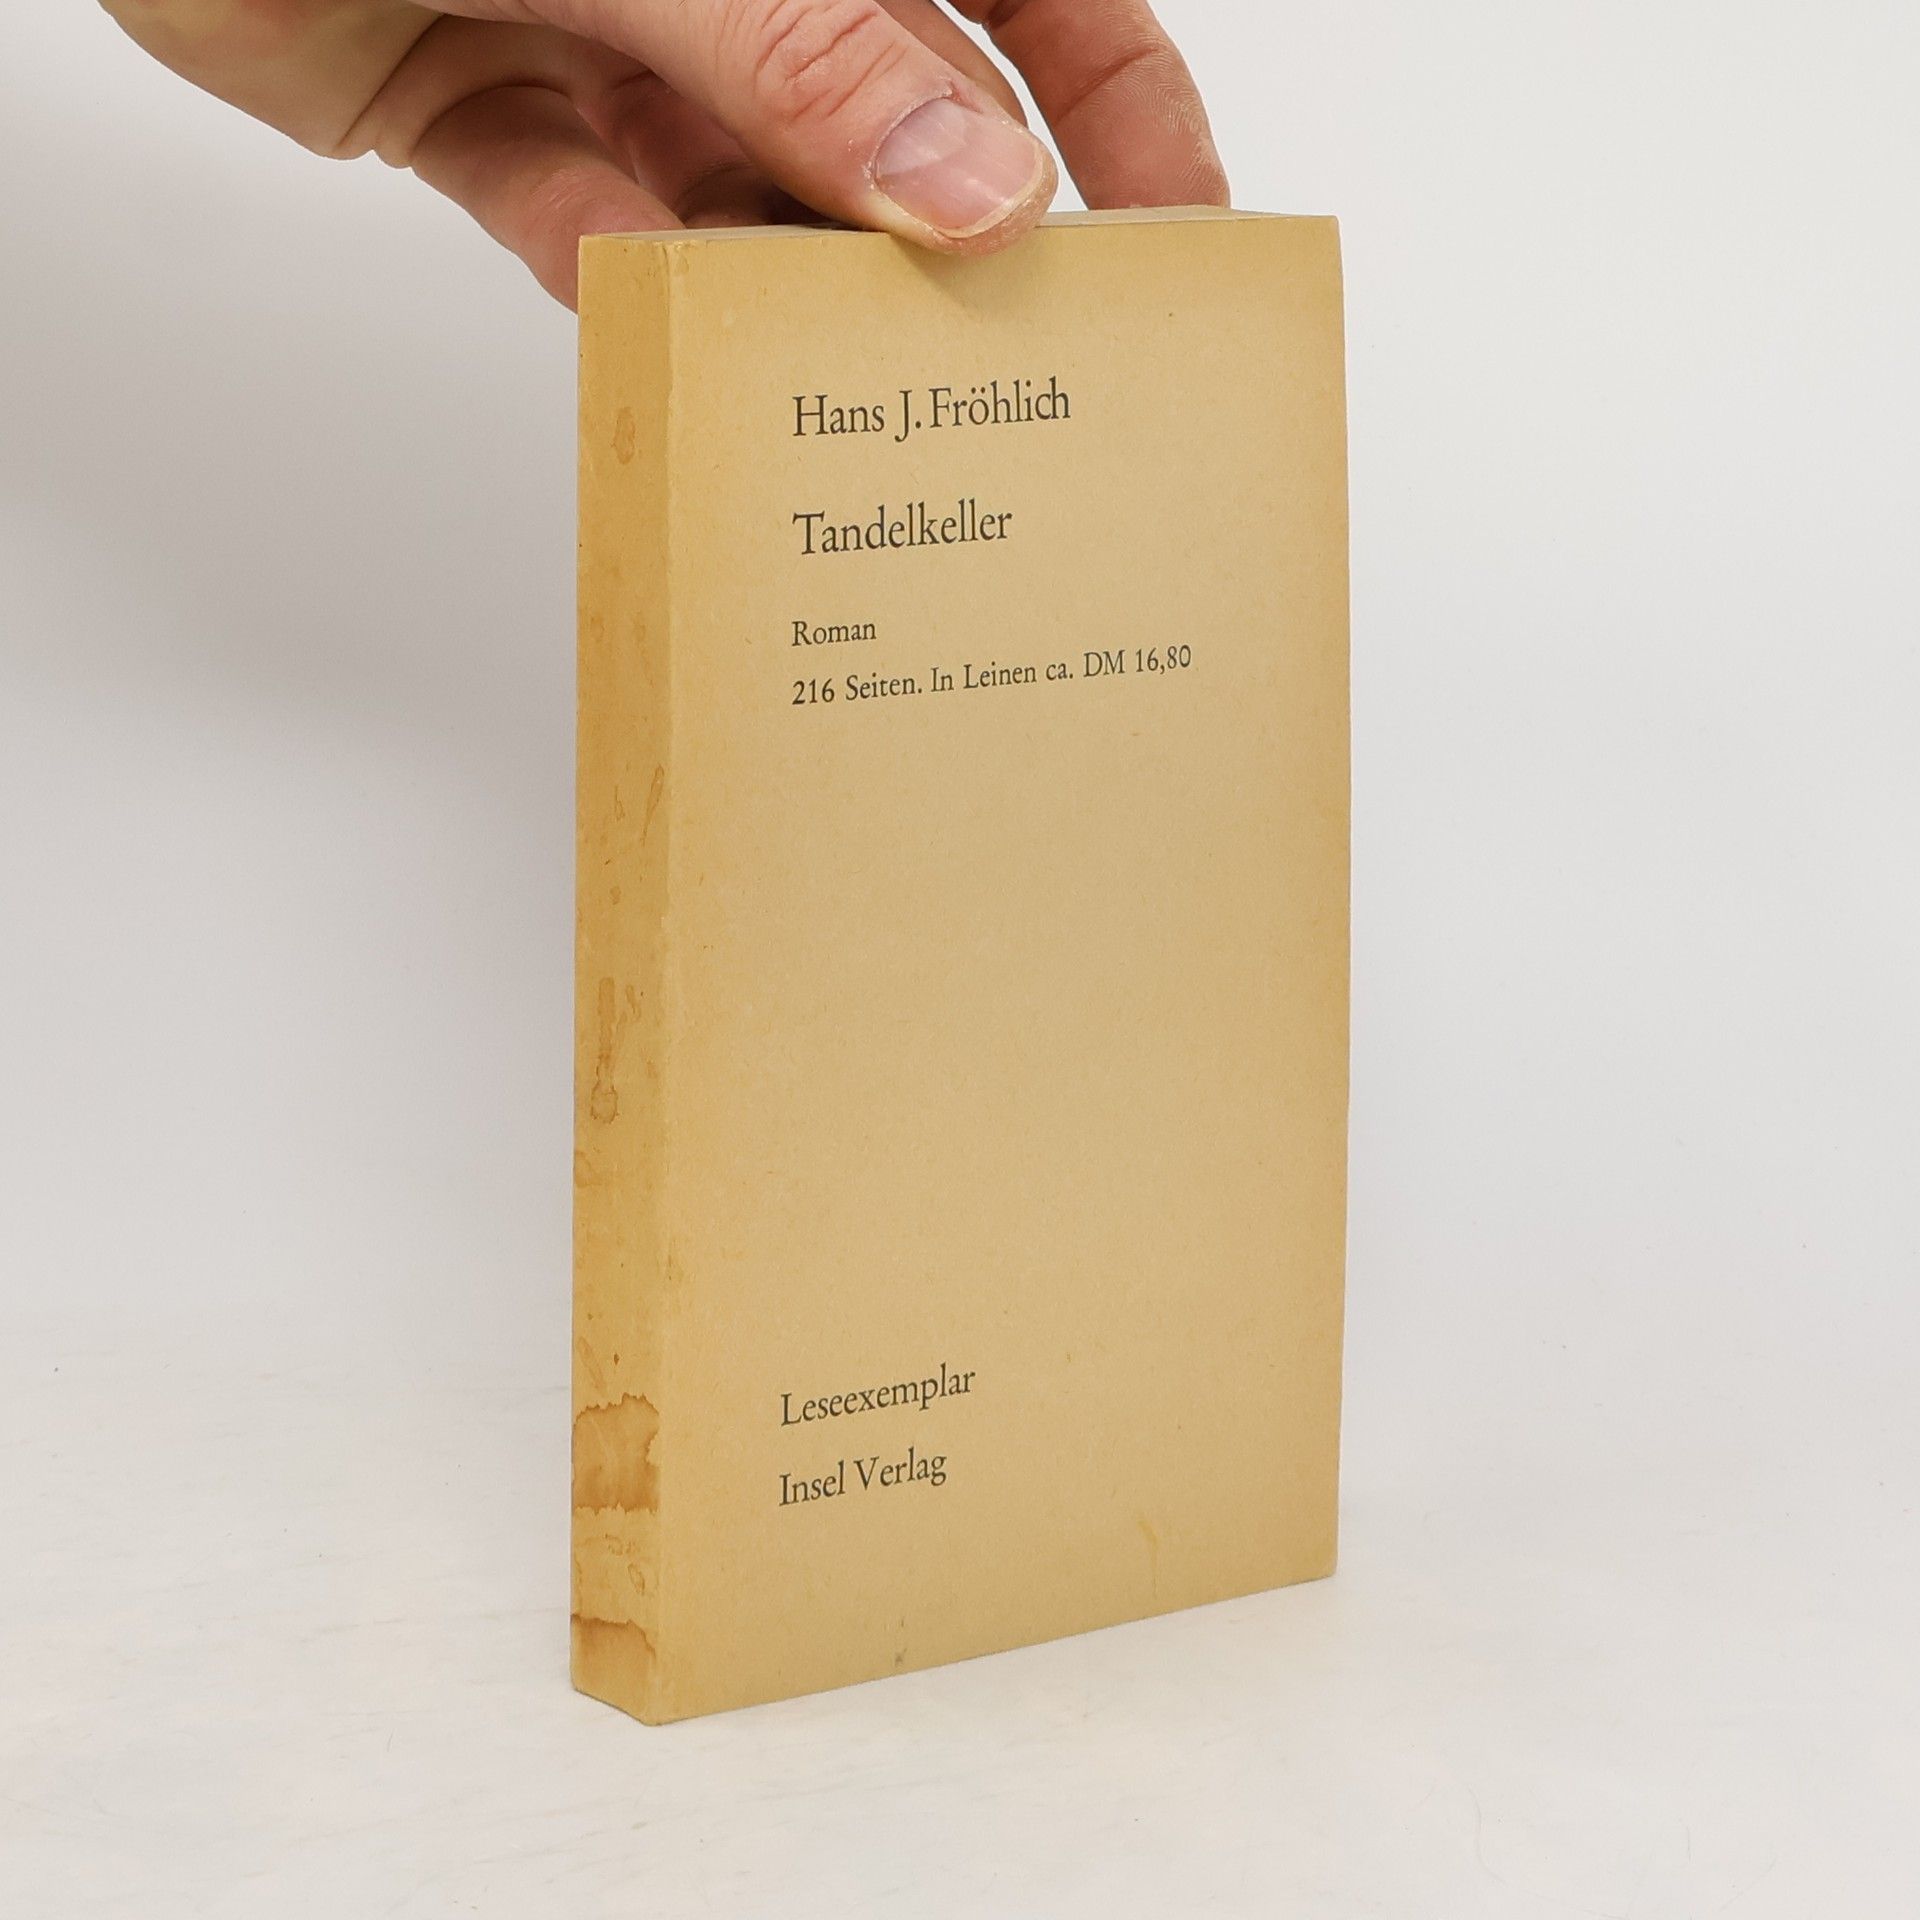 Hans J. Fröhlich
Tandelkeller
Roman
216 Seiten. In Leinen ca. DM 16,80
Leseexemplar
Insel Verlag